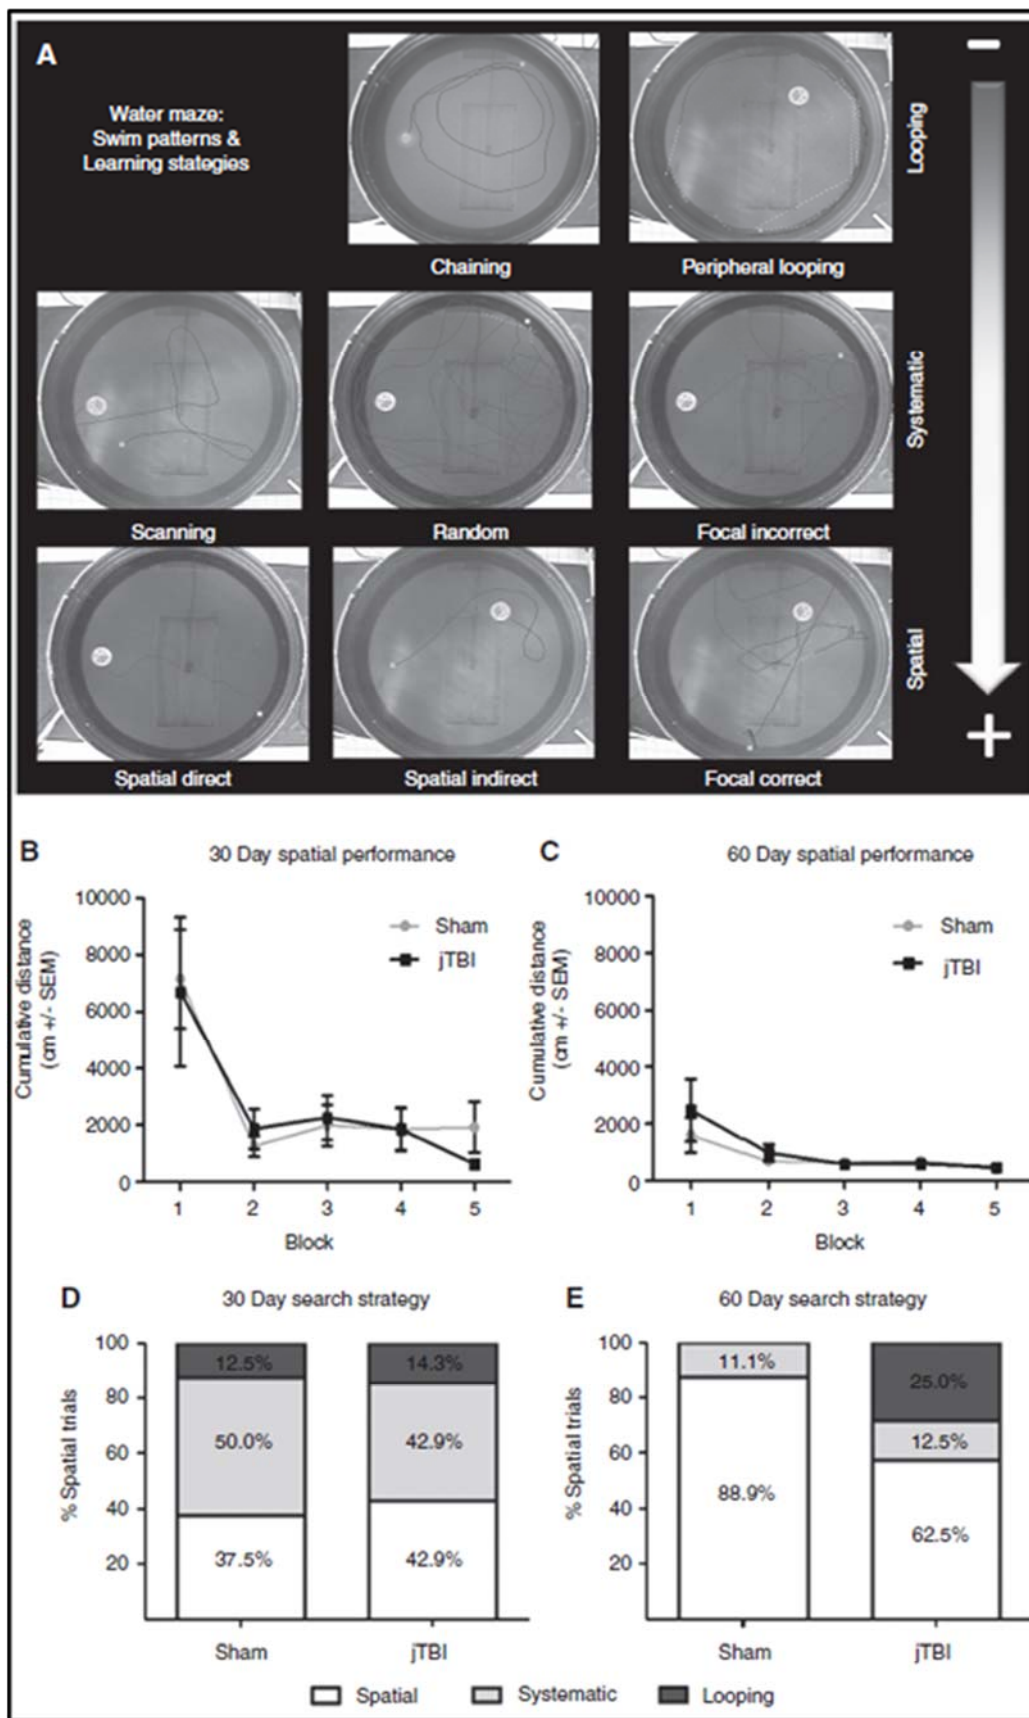 A
Water maze:
Swim patterns &
Learning stategies
Chaining
Peripheral looping
Looping
−
Scanning
Random
Focal incorrect
Systematic
Spatial direct
Spatial indirect
Focal correct
Spatial
+
B
30 Day spatial performance
Cumulative distance
(cm +/- SEM)
10000
8000
6000
4000
2000
0
Sham
jTBI
1 2 3 4 5
Block
C
60 Day spatial performance
Cumulative distance
(cm +/- SEM)
10000
8000
6000
4000
2000
0
Sham
jTBI
1 2 3 4 5
Block
D
30 Day search strategy
% Spatial trials
100
80
60
40
20
12.5%
50.0%
37.5%
14.3%
42.9%
42.9%
Sham jTBI
E
60 Day search strategy
% Spatial trials
100
80
60
40
20
11.1%
88.9%
25.0%
12.5%
62.5%
Sham jTBI
Spatial Systematic Looping